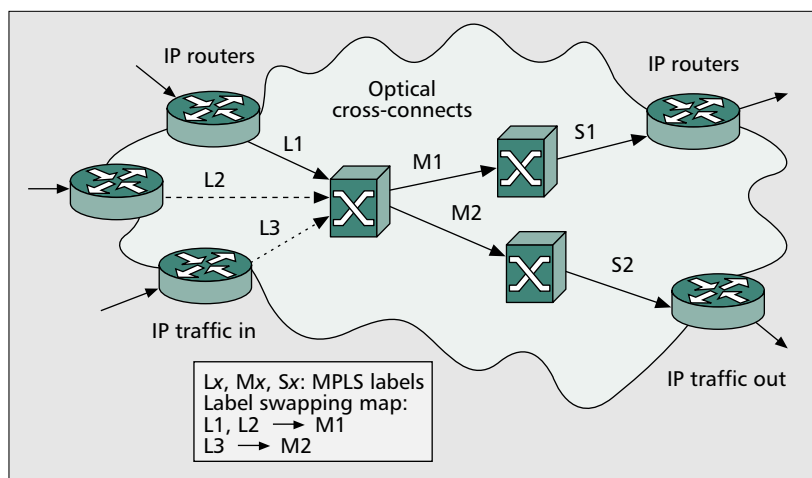 IP routers
Optical
cross-connects
IP routers
L1
L2
L3
M1
M2
S1
S2
IP traffic in
IP traffic out
Lx, Mx, Sx: MPLS labels
Label swapping map:
L1, L2 → M1
L3 → M2